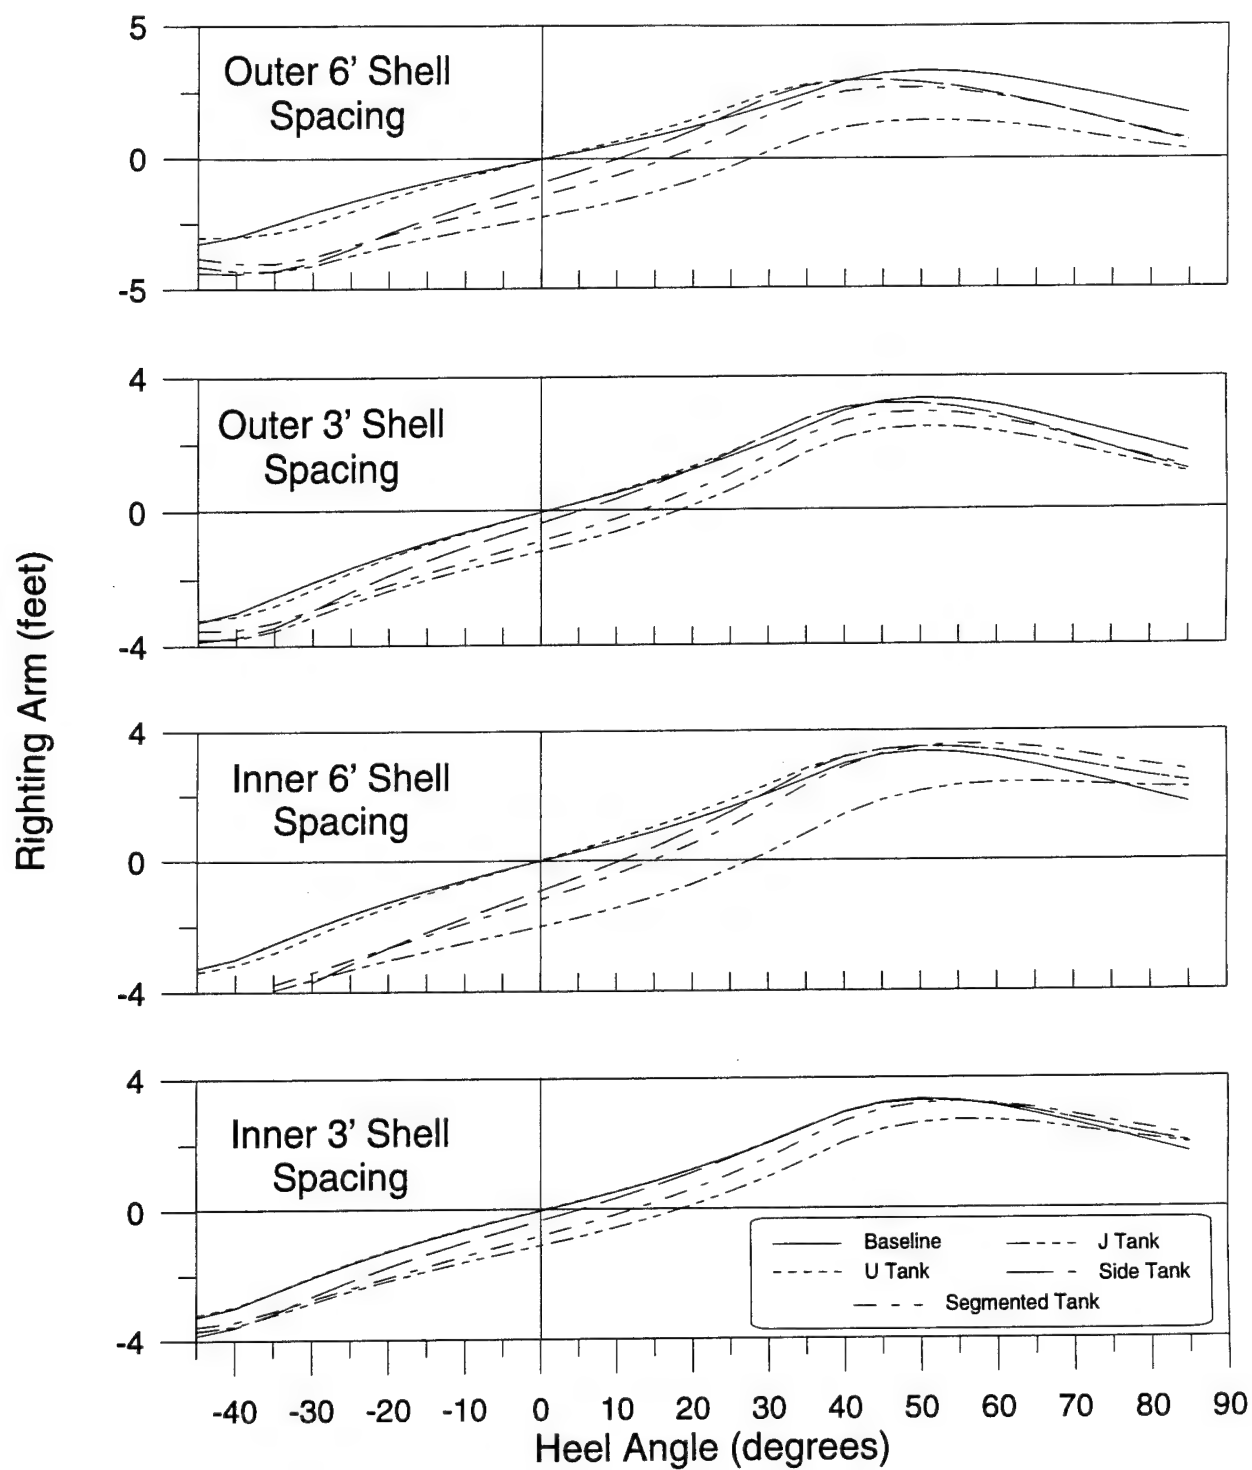 5
Outer 6' Shell
Spacing
0
-5
4
Outer 3' Shell
Spacing
0
-4
Righting Arm (feet)
4
Inner 6' Shell
Spacing
0
-4
4
Inner 3' Shell
Spacing
0
Baseline
J Tank
U Tank
Side Tank
Segmented Tank
-4
-40 -30 -20 -10 0 10 20 30 40 50 60 70 80 90
Heel Angle (degrees)